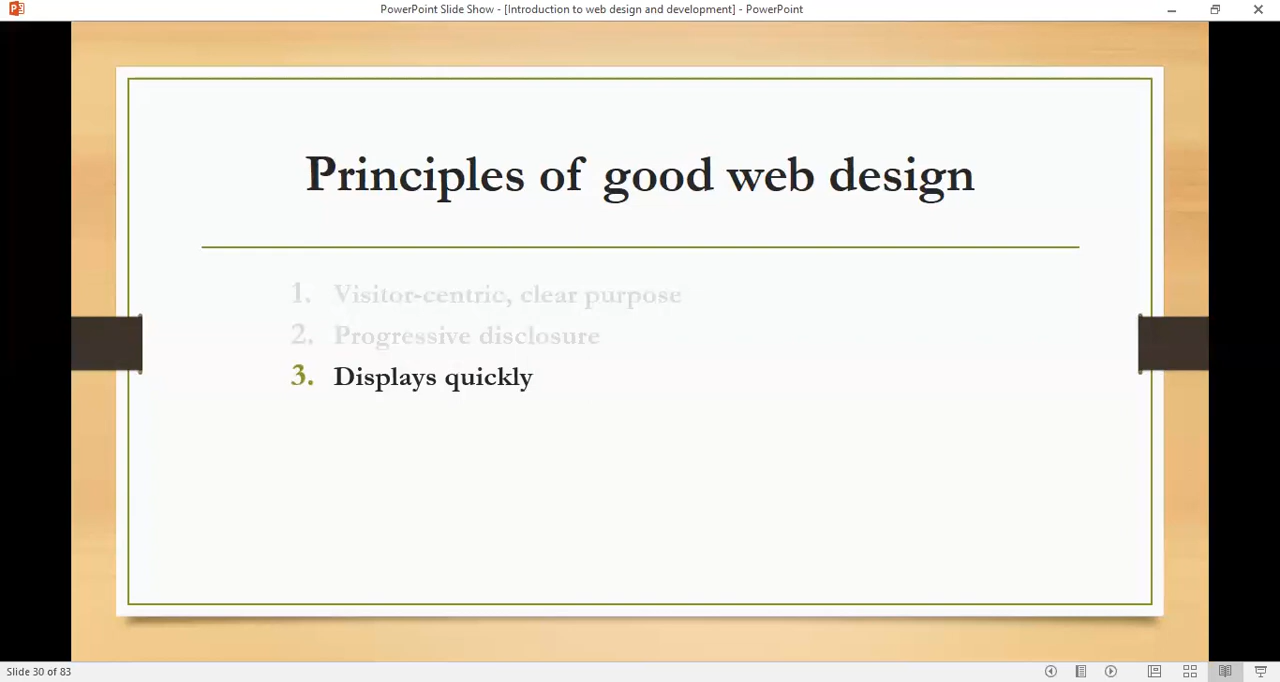 PowerPoint Slide Show - [Introduction to web design and development] - PowerPoint
Principles of good web design
1. Visitor-centric, clear purpose
2. Progressive disclosure
3. Displays quickly
Slide 30 of 83